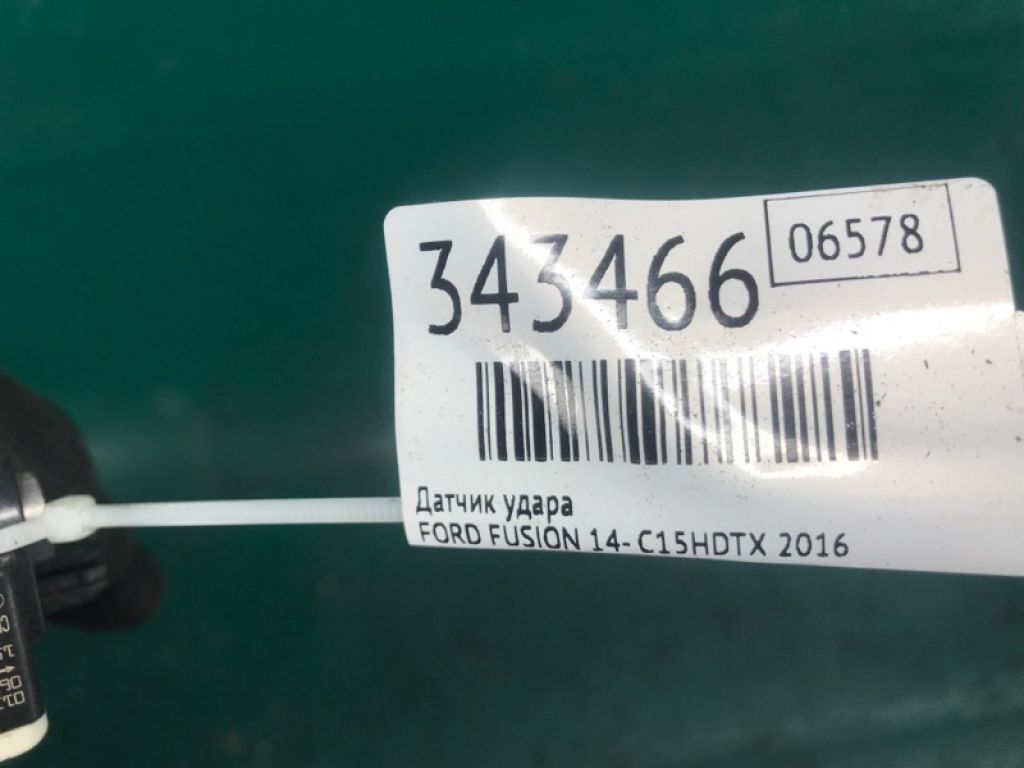 343466
06578
Датчик удара
FORD FUSION 14- C15HDTX 2016